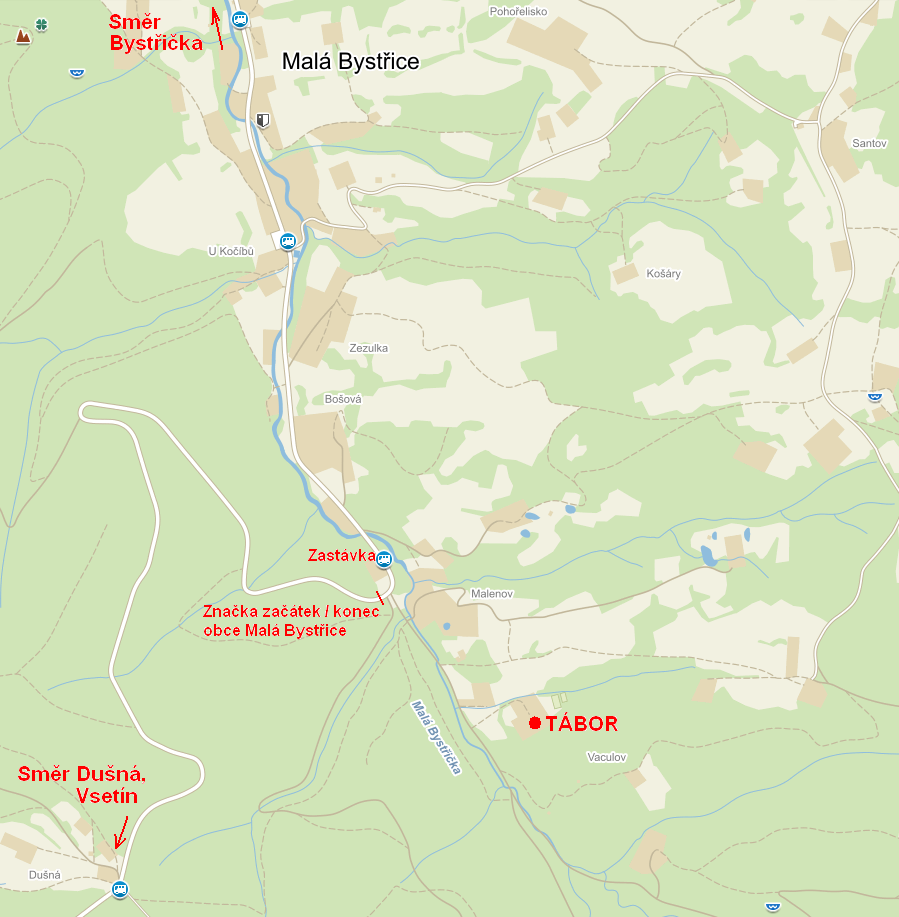 Pohořelisko
Směr
Bystřička
Malá Bystřice
Santov
U Kočíbů
Košáry
Zezulka
Bošová
Zastávka
Malenov
Značka začátek / konec
obce Malá Bystřice
Malá Bystřička
TÁBOR
Vaculov
Směr Dušná,
Vsetín
Dušná